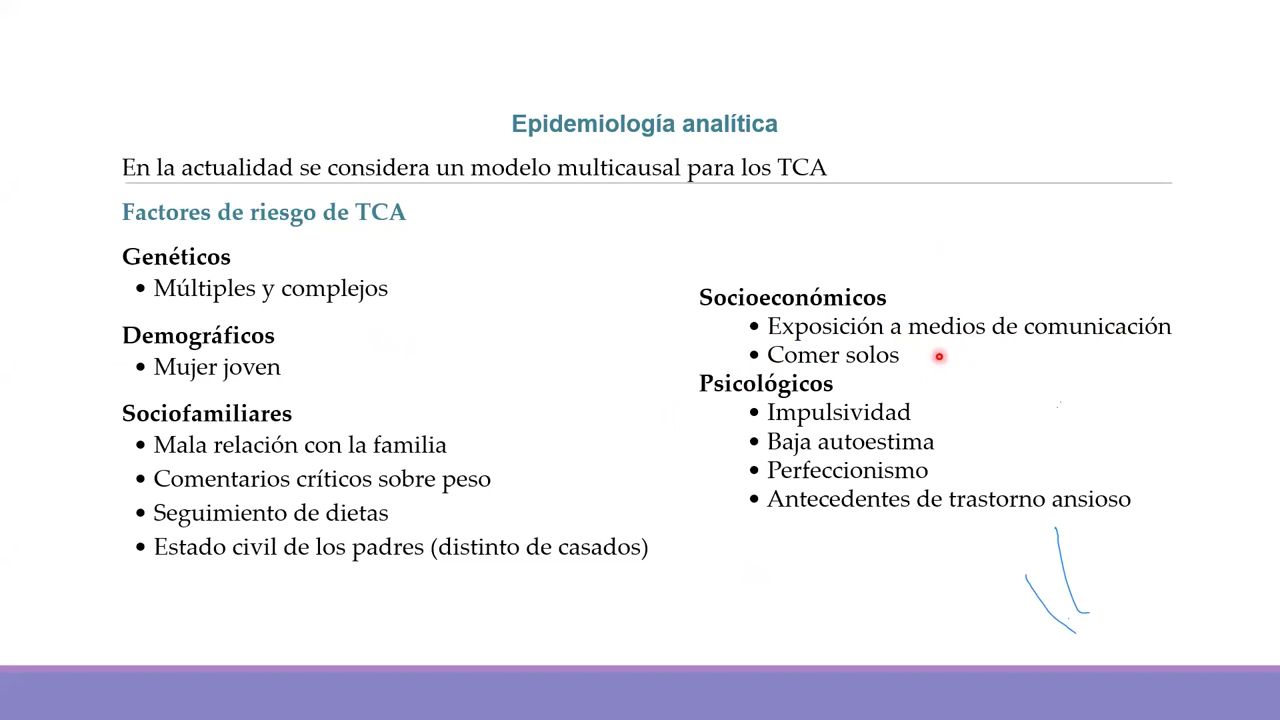 Epidemiología analítica
En la actualidad se considera un modelo multicausal para los TCA
Factores de riesgo de TCA
Genéticos
• Múltiples y complejos
Demográficos
• Mujer joven
Sociofamiliares
• Mala relación con la familia
• Comentarios críticos sobre peso
• Seguimiento de dietas
• Estado civil de los padres (distinto de casados)
Socioeconómicos
• Exposición a medios de comunicación
• Comer solos
Psicológicos
• Impulsividad
• Baja autoestima
• Perfeccionismo
• Antecedentes de trastorno ansioso